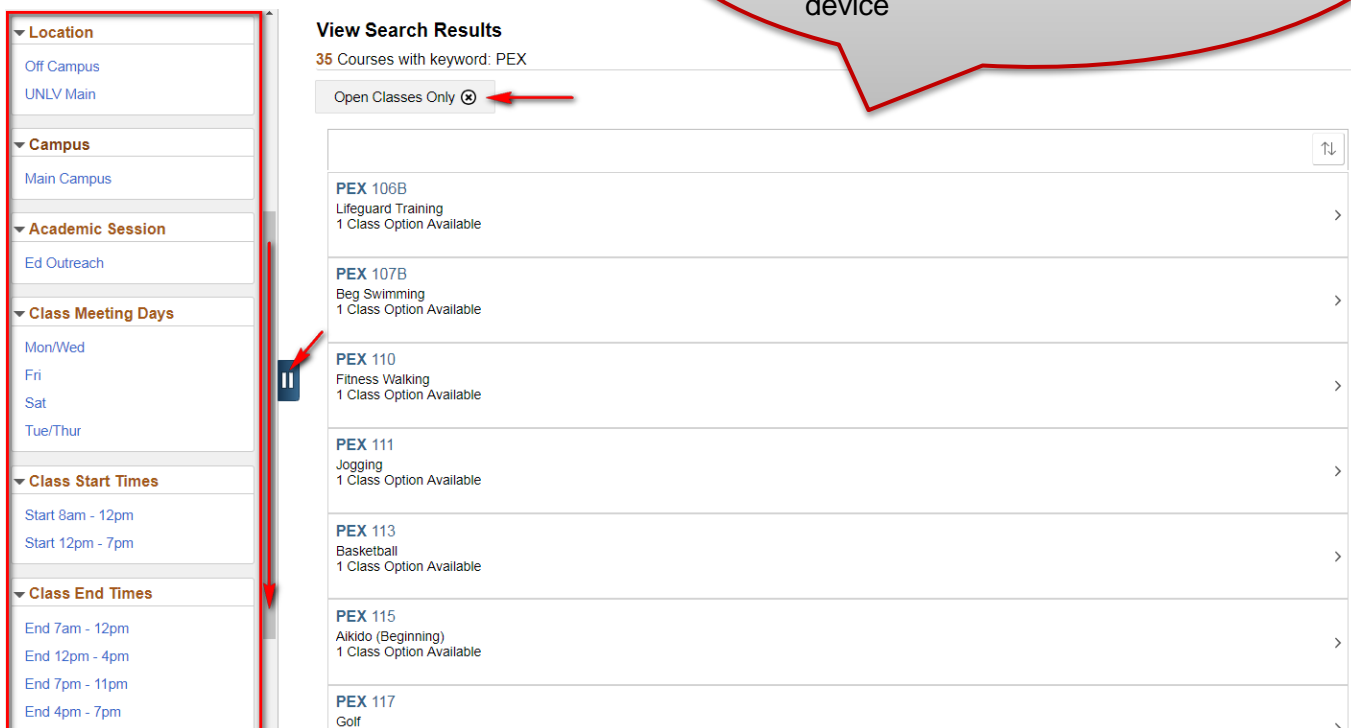 device
Location
Off Campus
UNLV Main
Campus
Main Campus
Academic Session
Ed Outreach
Class Meeting Days
Mon/Wed
Fri
Sat
Tue/Thur
Class Start Times
Start 8am - 12pm
Start 12pm - 7pm
Class End Times
End 7am - 12pm
End 12pm - 4pm
End 7pm - 11pm
End 4pm - 7pm
View Search Results
35 Courses with keyword: PEX
Open Classes Only
PEX 106B
Lifeguard Training
1 Class Option Available
PEX 107B
Beg Swimming
1 Class Option Available
PEX 110
Fitness Walking
1 Class Option Available
PEX 111
Jogging
1 Class Option Available
PEX 113
Basketball
1 Class Option Available
PEX 115
Aikido (Beginning)
1 Class Option Available
PEX 117
Golf